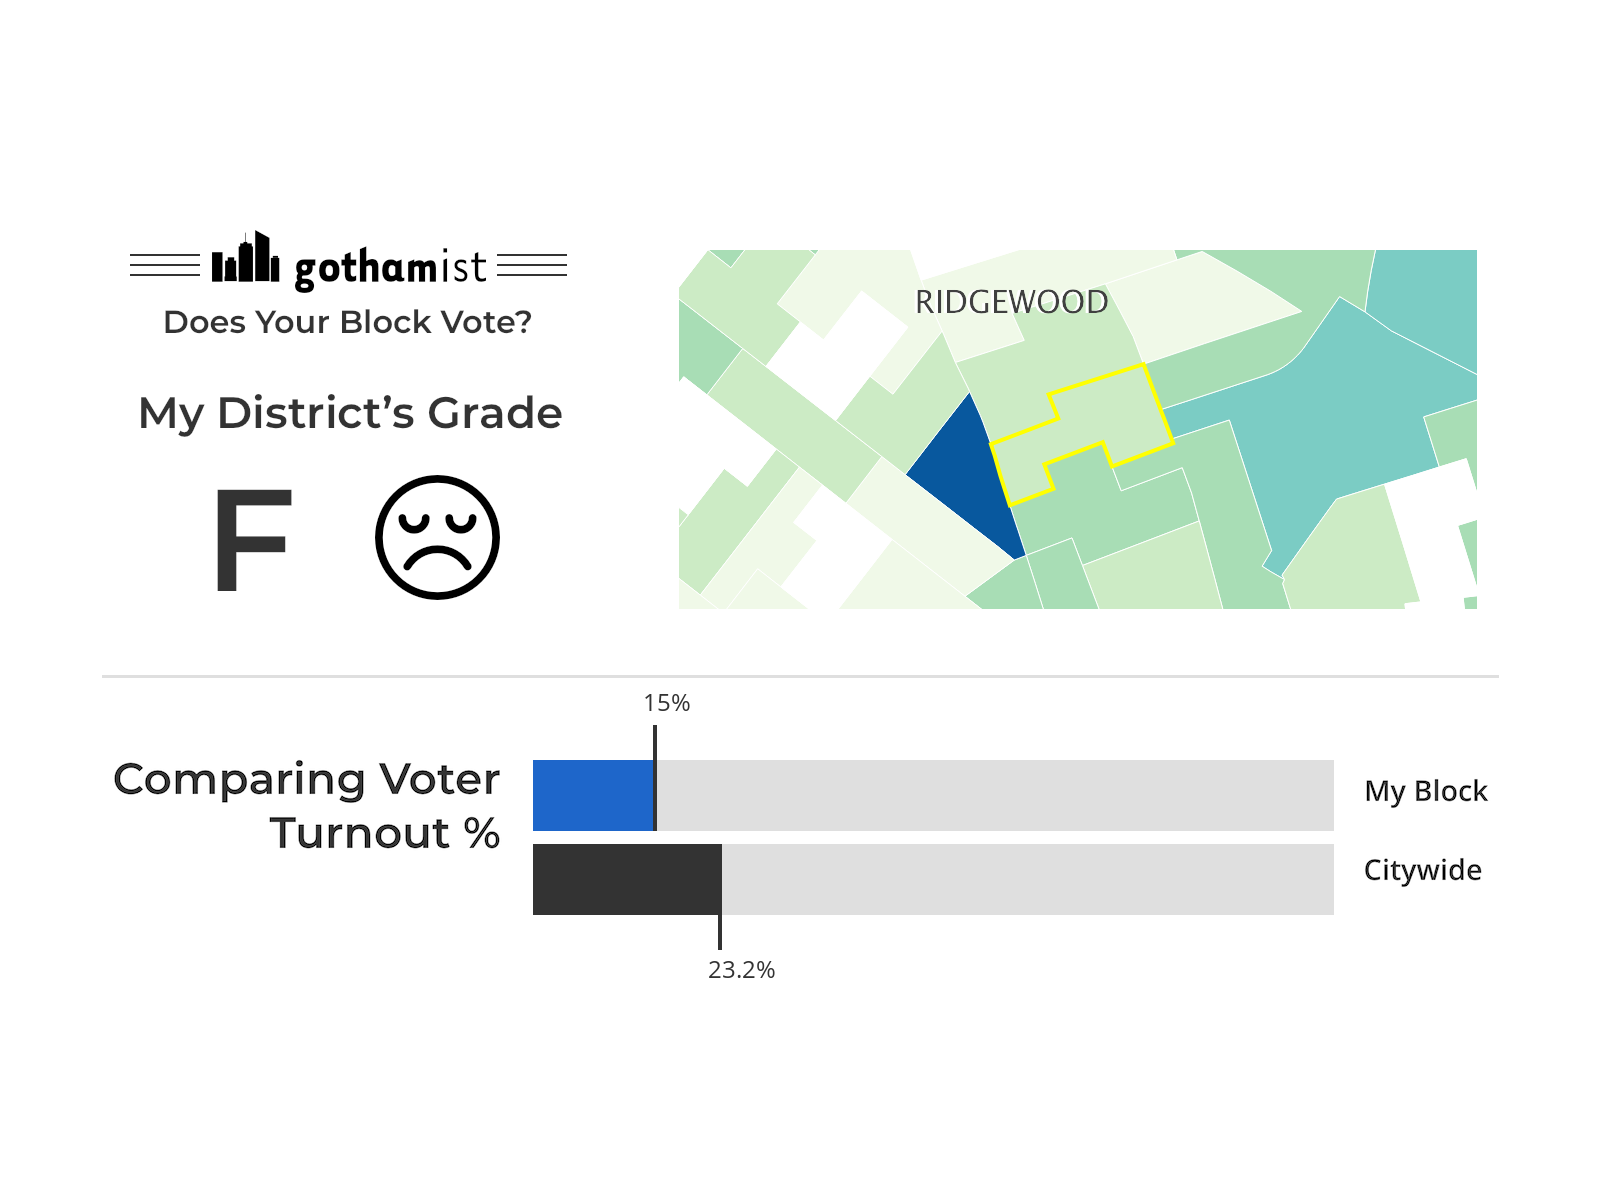 gothamist
Does Your Block Vote?
My District’s Grade
F
RIDGEWOOD
15%
Comparing Voter
Turnout %
My Block
Citywide
23.2%